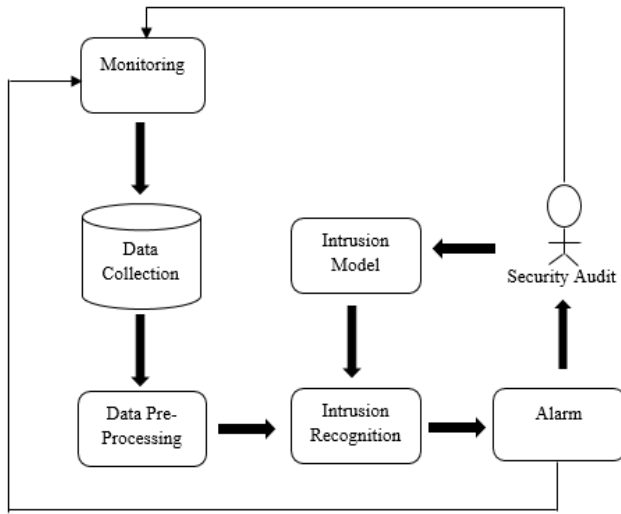 Monitoring
Data
Collection
Intrusion
Model
Security Audit
Data Pre-
Processing
Intrusion
Recognition
Alarm